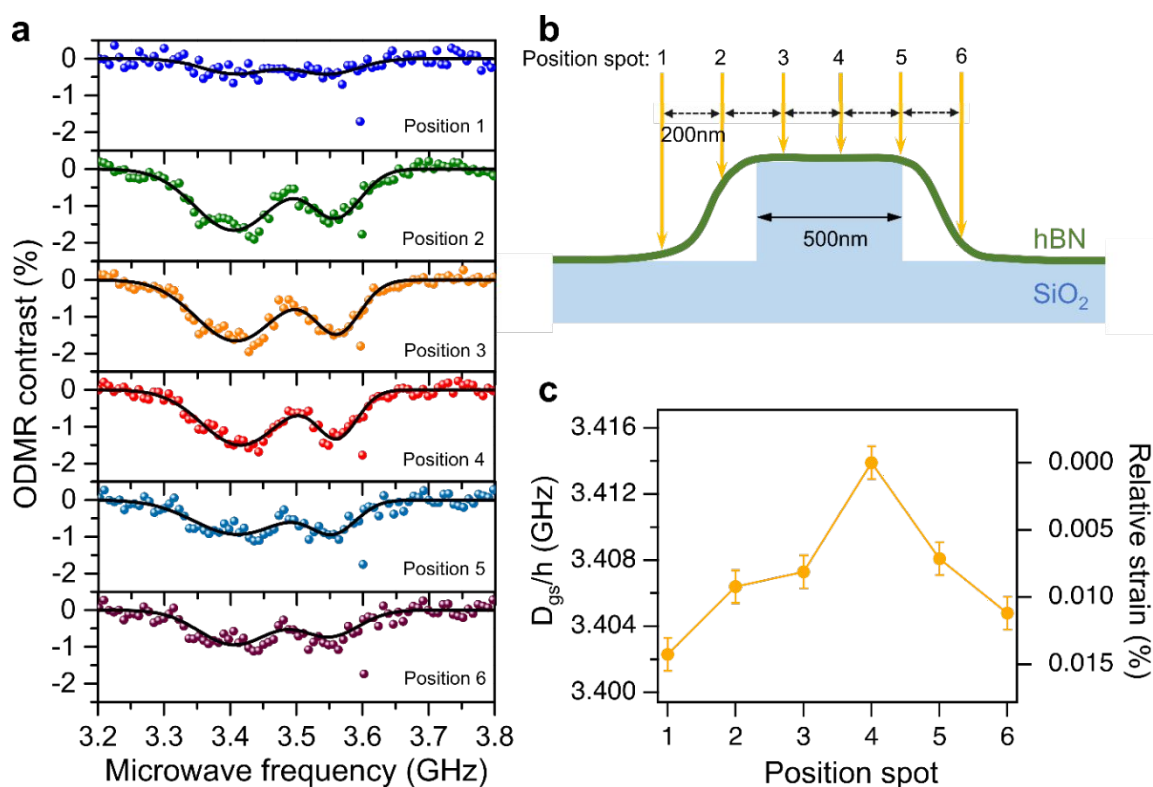 a
ODMR contrast (%)
0
-1
-2
Position 1
0
-1
-2
Position 2
0
-1
-2
Position 3
0
-1
-2
Position 4
0
-1
-2
Position 5
0
-1
-2
Position 6
3.2 3.3 3.4 3.5 3.6 3.7 3.8
Microwave frequency (GHz)
b
Position spot: 1 2 3 4 5 6
200nm
500nm
hBN
SiO₂
c
D_gs/h (GHz)
3.416
3.412
3.408
3.404
3.400
0.000
0.005
0.010
0.015
Relative strain (%)
1 2 3 4 5 6
Position spot